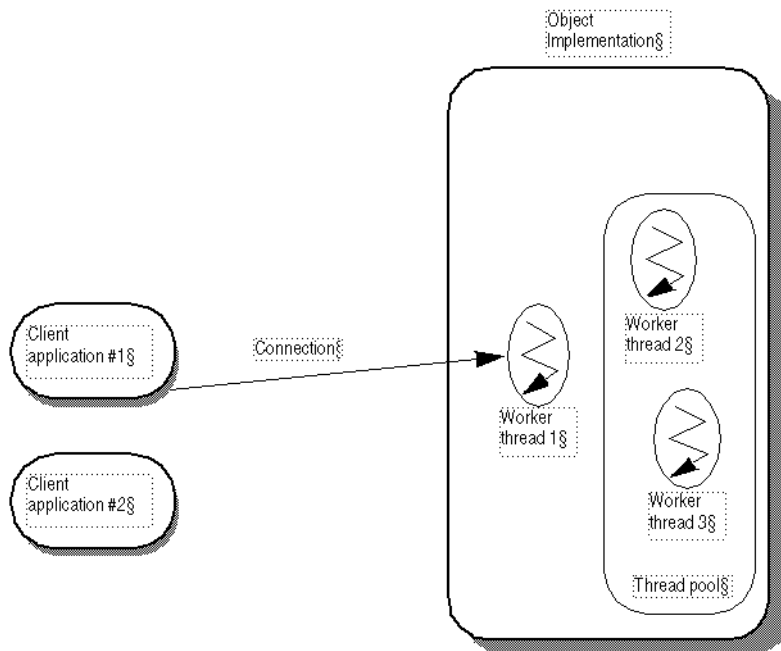 Object
Implementation§
Client
application #1§
Connection§
Worker
thread 1§
Worker
thread 2§
Client
application #2§
Worker
thread 3§
Thread pool§